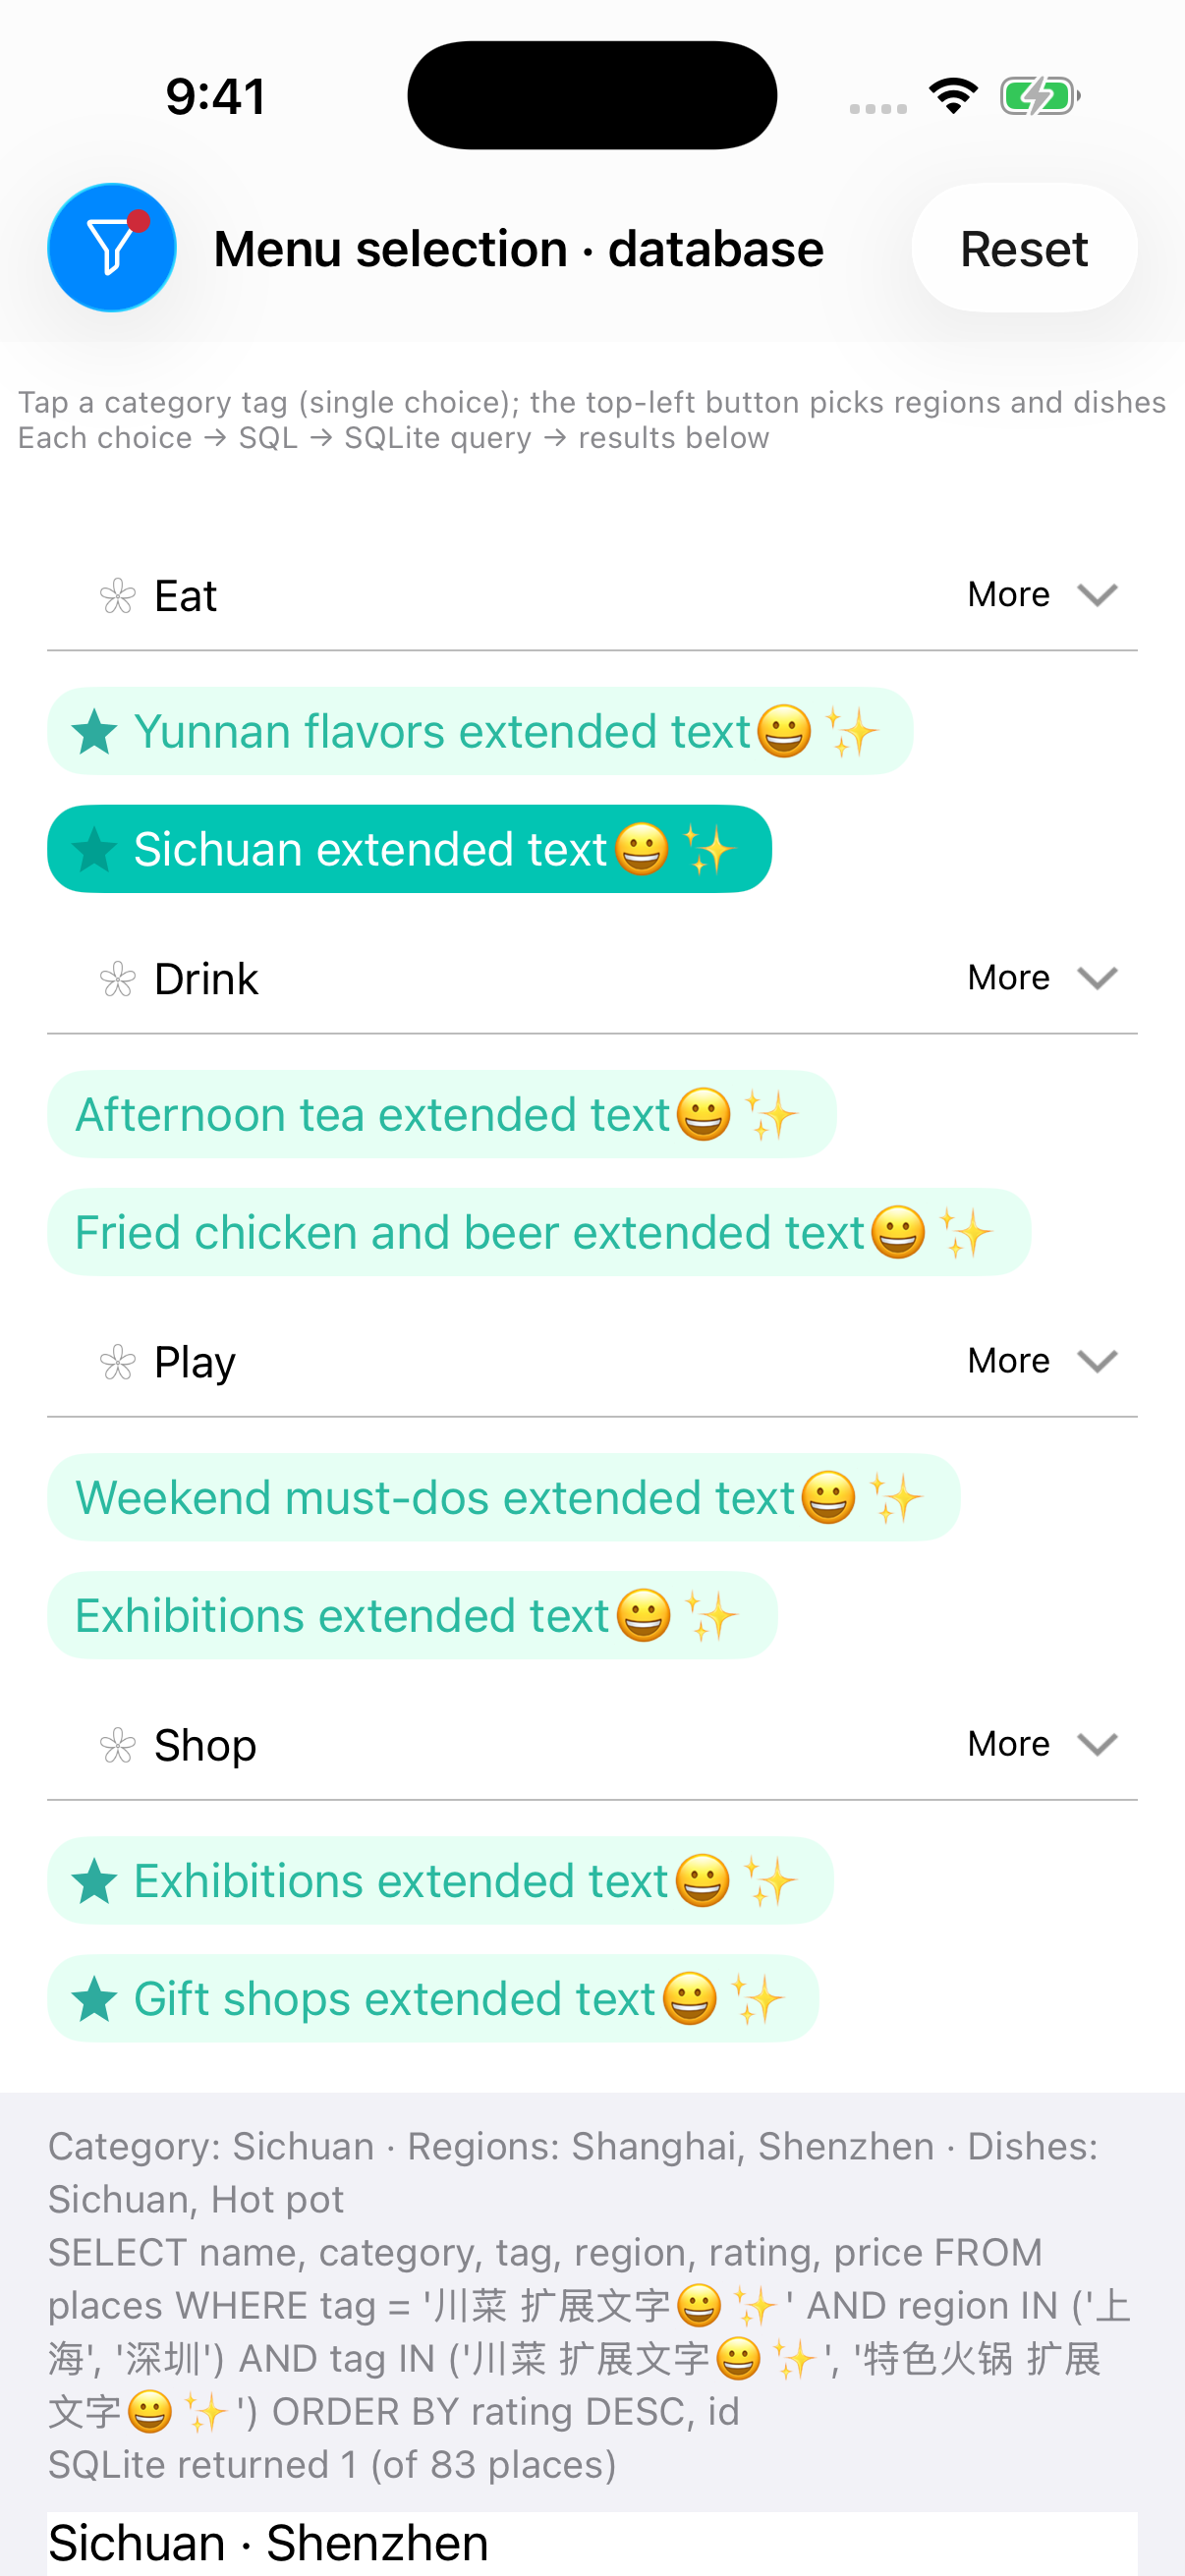 9:41
Menu selection · database
Reset
Tap a category tag (single choice); the top-left button picks regions and dishes
Each choice → SQL → SQLite query → results below
Eat
More
Yunnan flavors extended text😀 ✨
Sichuan extended text😀 ✨
Drink
More
Afternoon tea extended text😀 ✨
Fried chicken and beer extended text😀 ✨
Play
More
Weekend must-dos extended text😀 ✨
Exhibitions extended text😀 ✨
Shop
More
Exhibitions extended text😀 ✨
Gift shops extended text😀 ✨
Category: Sichuan · Regions: Shanghai, Shenzhen · Dishes:
Sichuan, Hot pot
SELECT name, category, tag, region, rating, price FROM
places WHERE tag = '川菜 扩展文字😀 ✨' AND region IN ('上
海', '深圳') AND tag IN ('川菜 扩展文字😀 ✨', '特色火锅 扩展
文字😀 ✨') ORDER BY rating DESC, id
SQLite returned 1 (of 83 places)
Sichuan · Shenzhen